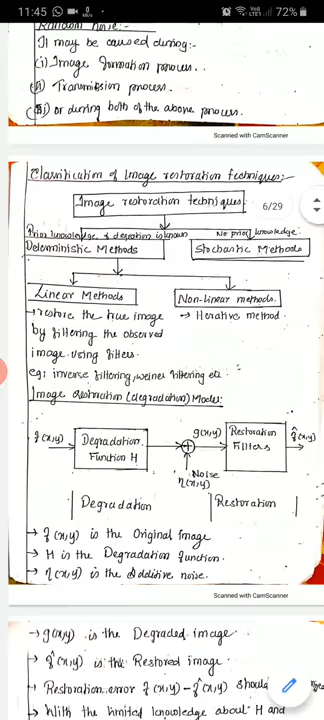 11:45
72%
Random noise:-
It may be caused during:-
(i) Image formation process.
(ii) Transmission process.
(iii) or during both of the above process.
Scanned with CamScanner
Classification of Image restoration techniques:-
Image restoration techniques
6/29
Prior knowledge of degration is known
No prior knowledge
Deterministic Methods
Stochastic Methods
Linear Methods
Non-linear methods.
→ restore the true image
→ Iterative method.
by filtering the observed
image using filters.
eg: inverse filtering, weiner filtering etc.
Image Restoration (degradation) Model:
f(x,y)
Degradation Function H
g(x,y)
Restoration Filters
f̂(x,y)
Noise
η(x,y)
Degradation
Restoration
→ f(x,y) is the Original Image
→ H is the Degradation function.
→ η(x,y) is the Additive noise.
Scanned with CamScanner
→ g(x,y) is the Degraded image
→ f̂(x,y) is the Restored image.
→ Restoration error f(x,y) - f̂(x,y) should
→ With the limited knowledge about H and